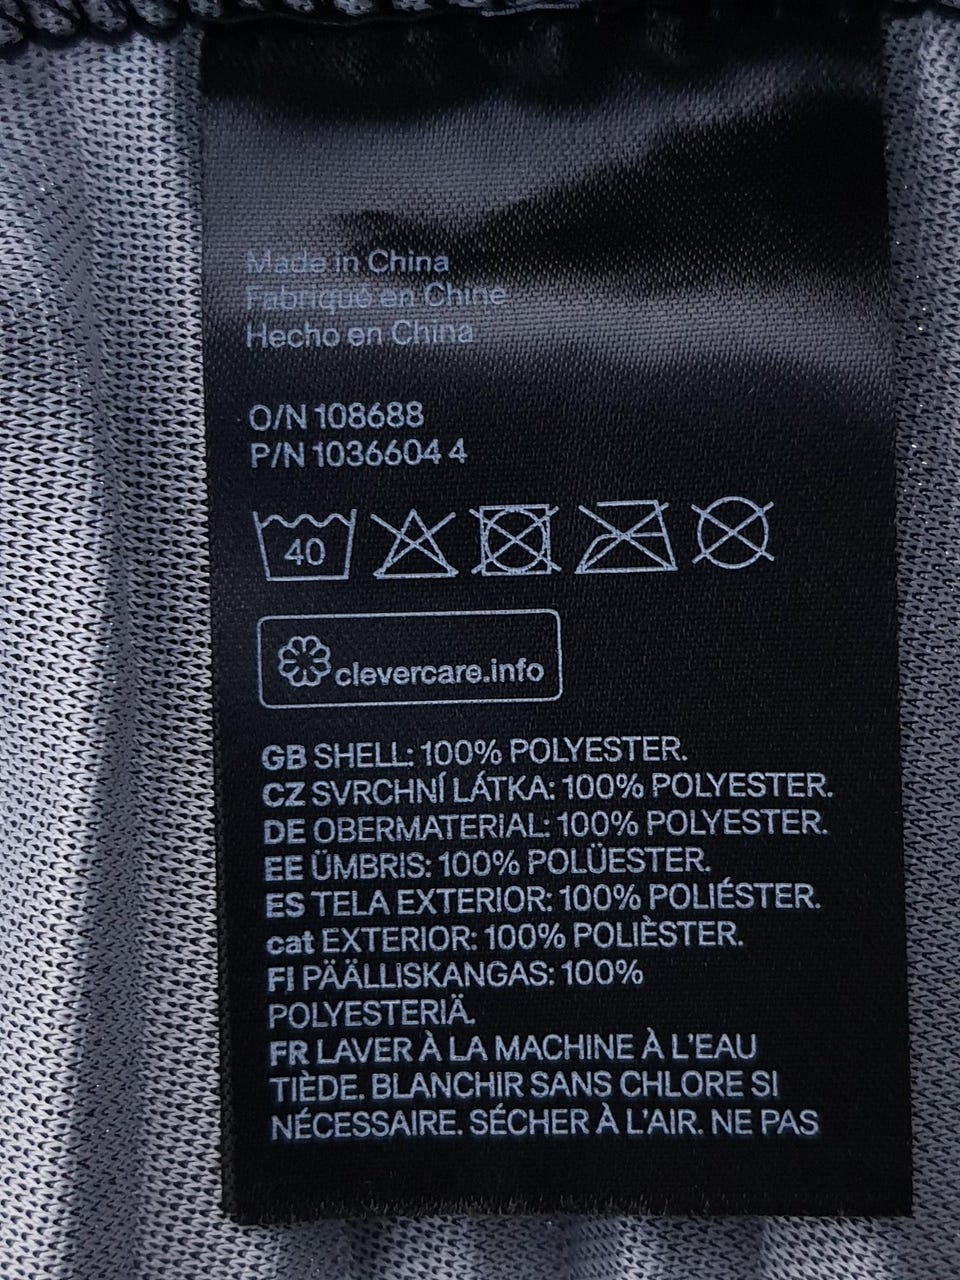 Made in China
Fabriqué en Chine
Hecho en China
O/N 108688
P/N 1036604 4
40
clevercare.info
GB SHELL: 100% POLYESTER.
CZ SVRCHNÍ LÁTKA: 100% POLYESTER.
DE OBERMATERIAL: 100% POLYESTER.
EE ÜMBRIS: 100% POLÜESTER.
ES TELA EXTERIOR: 100% POLIÉSTER.
cat EXTERIOR: 100% POLIÈSTER.
FI PÄÄLLISKANGAS: 100%
POLYESTERIÄ.
FR LAVER À LA MACHINE À L'EAU
TIÈDE. BLANCHIR SANS CHLORE SI
NÉCESSAIRE. SÉCHER À L'AIR. NE PAS